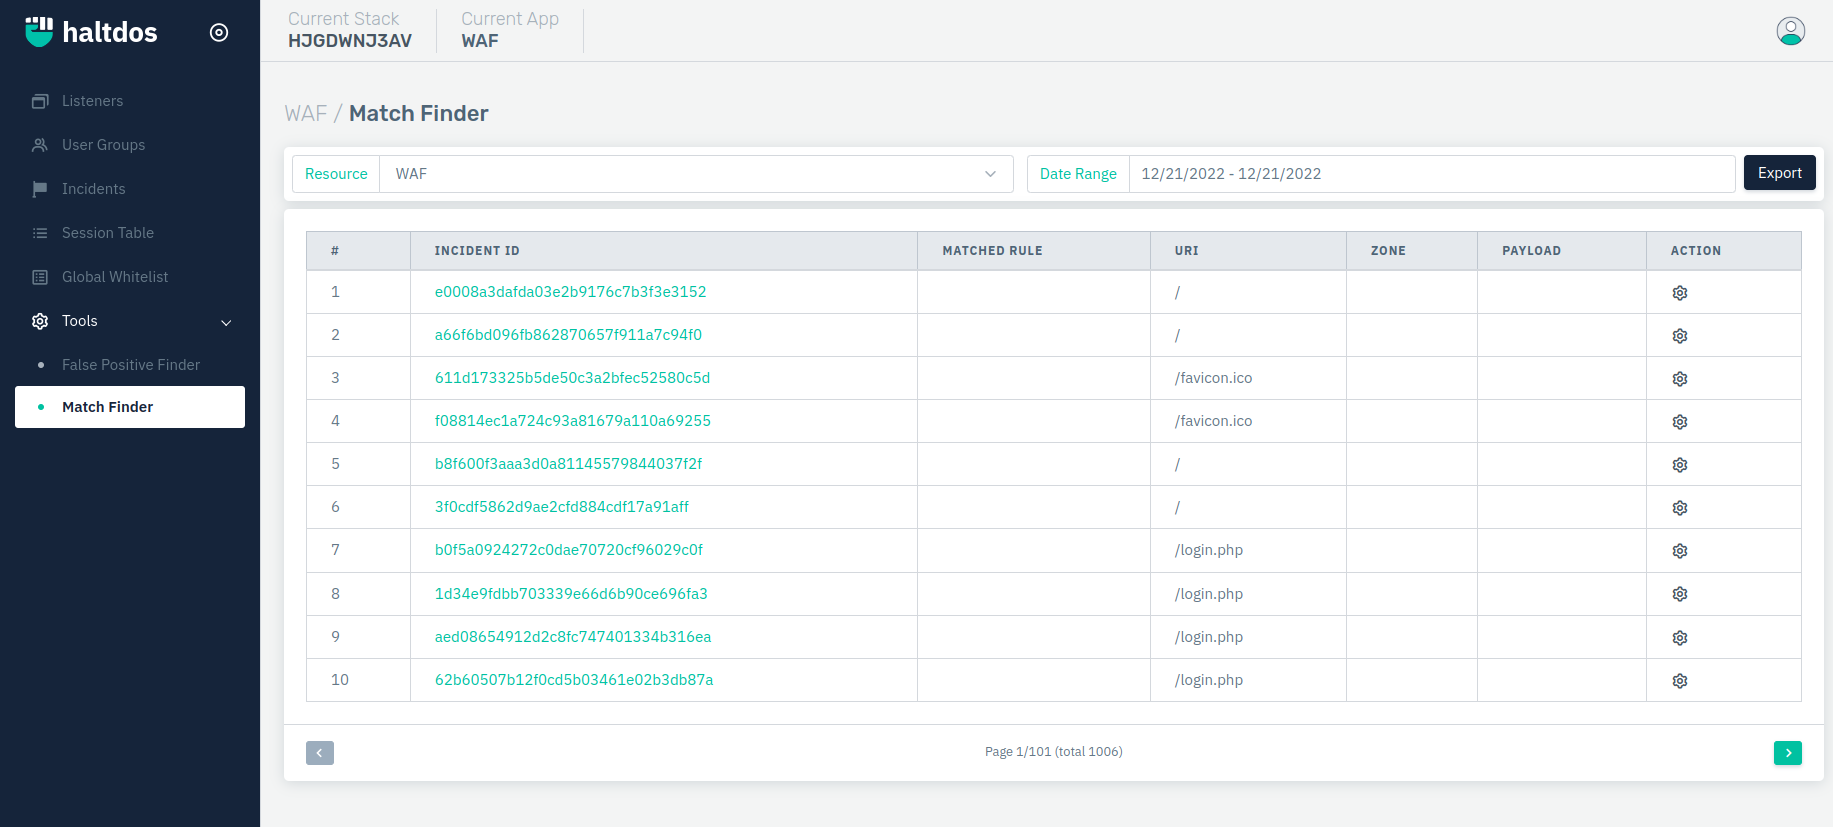 haltdos
Current Stack
HJGDWNJ3AV
Current App
WAF
Listeners
User Groups
Incidents
Session Table
Global Whitelist
Tools
False Positive Finder
Match Finder
WAF / Match Finder
Resource WAF Date Range 12/21/2022 - 12/21/2022 Export
# INCIDENT ID MATCHED RULE URI ZONE PAYLOAD ACTION
1 e0008a3dafda03e2b9176c7b3f3e3152 /
2 a66f6bd096fb862870657f911a7c94f0 /
3 611d173325b5de50c3a2bfec52580c5d /favicon.ico
4 f08814ec1a724c93a81679a110a69255 /favicon.ico
5 b8f600f3aaa3d0a81145579844037f2f /
6 3f0cdf5862d9ae2cfd884cdf17a91aff /
7 b0f5a0924272c0dae70720cf96029c0f /login.php
8 1d34e9fdbb703339e66d6b90ce696fa3 /login.php
9 aed08654912d2c8fc747401334b316ea /login.php
10 62b60507b12f0cd5b03461e02b3db87a /login.php
Page 1/101 (total 1006)